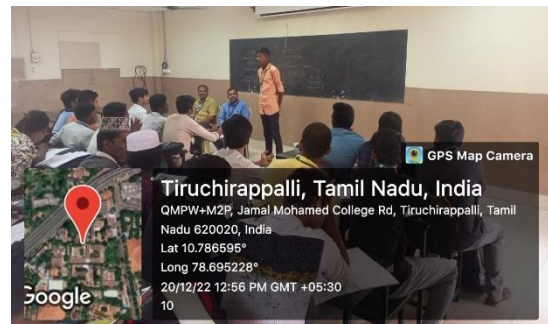 GPS Map Camera
Tiruchirappalli, Tamil Nadu, India
QMPW+M2P, Jamal Mohamed College Rd, Tiruchirappalli, Tamil
Nadu 620020, India
Lat 10.786595°
Long 78.695228°
20/12/22 12:56 PM GMT +05:30
10
Google